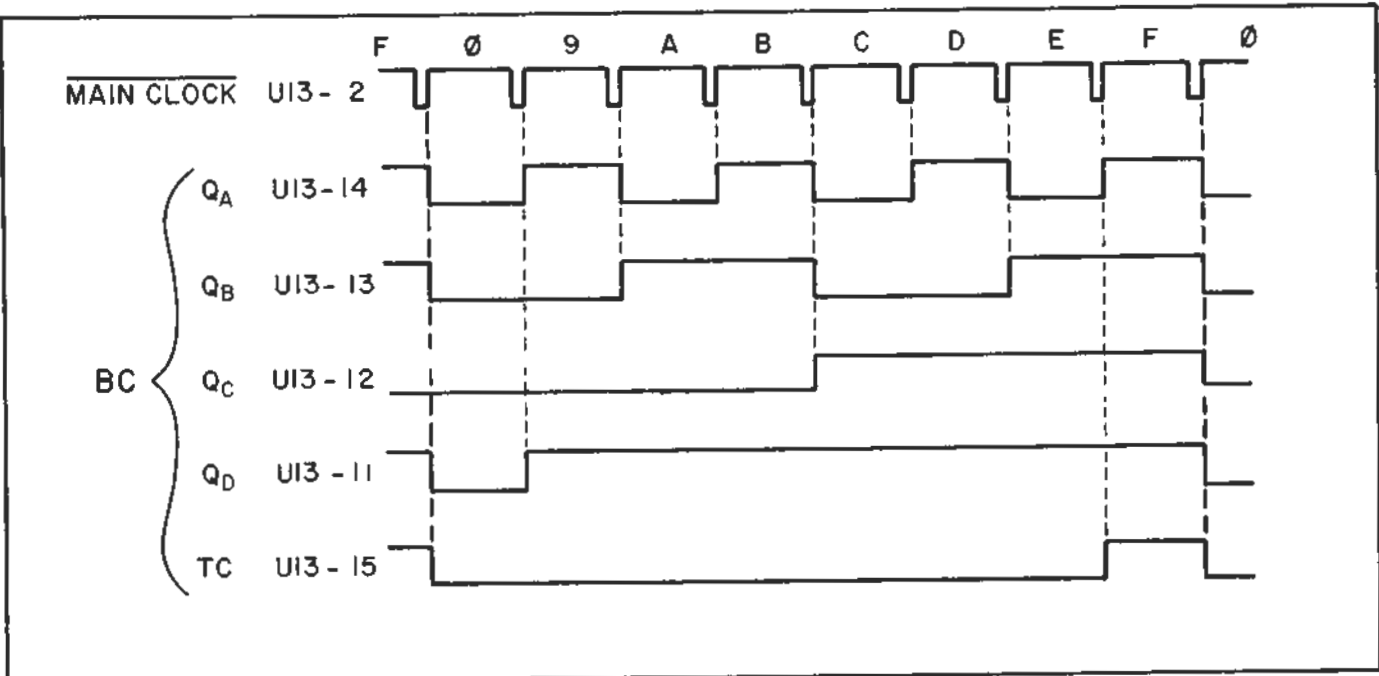 F Ø 9 A B C D E F Ø
MAIN CLOCK U13-2
QA U13-14
QB U13-13
BC QC U13-12
QD U13-11
TC U13-15